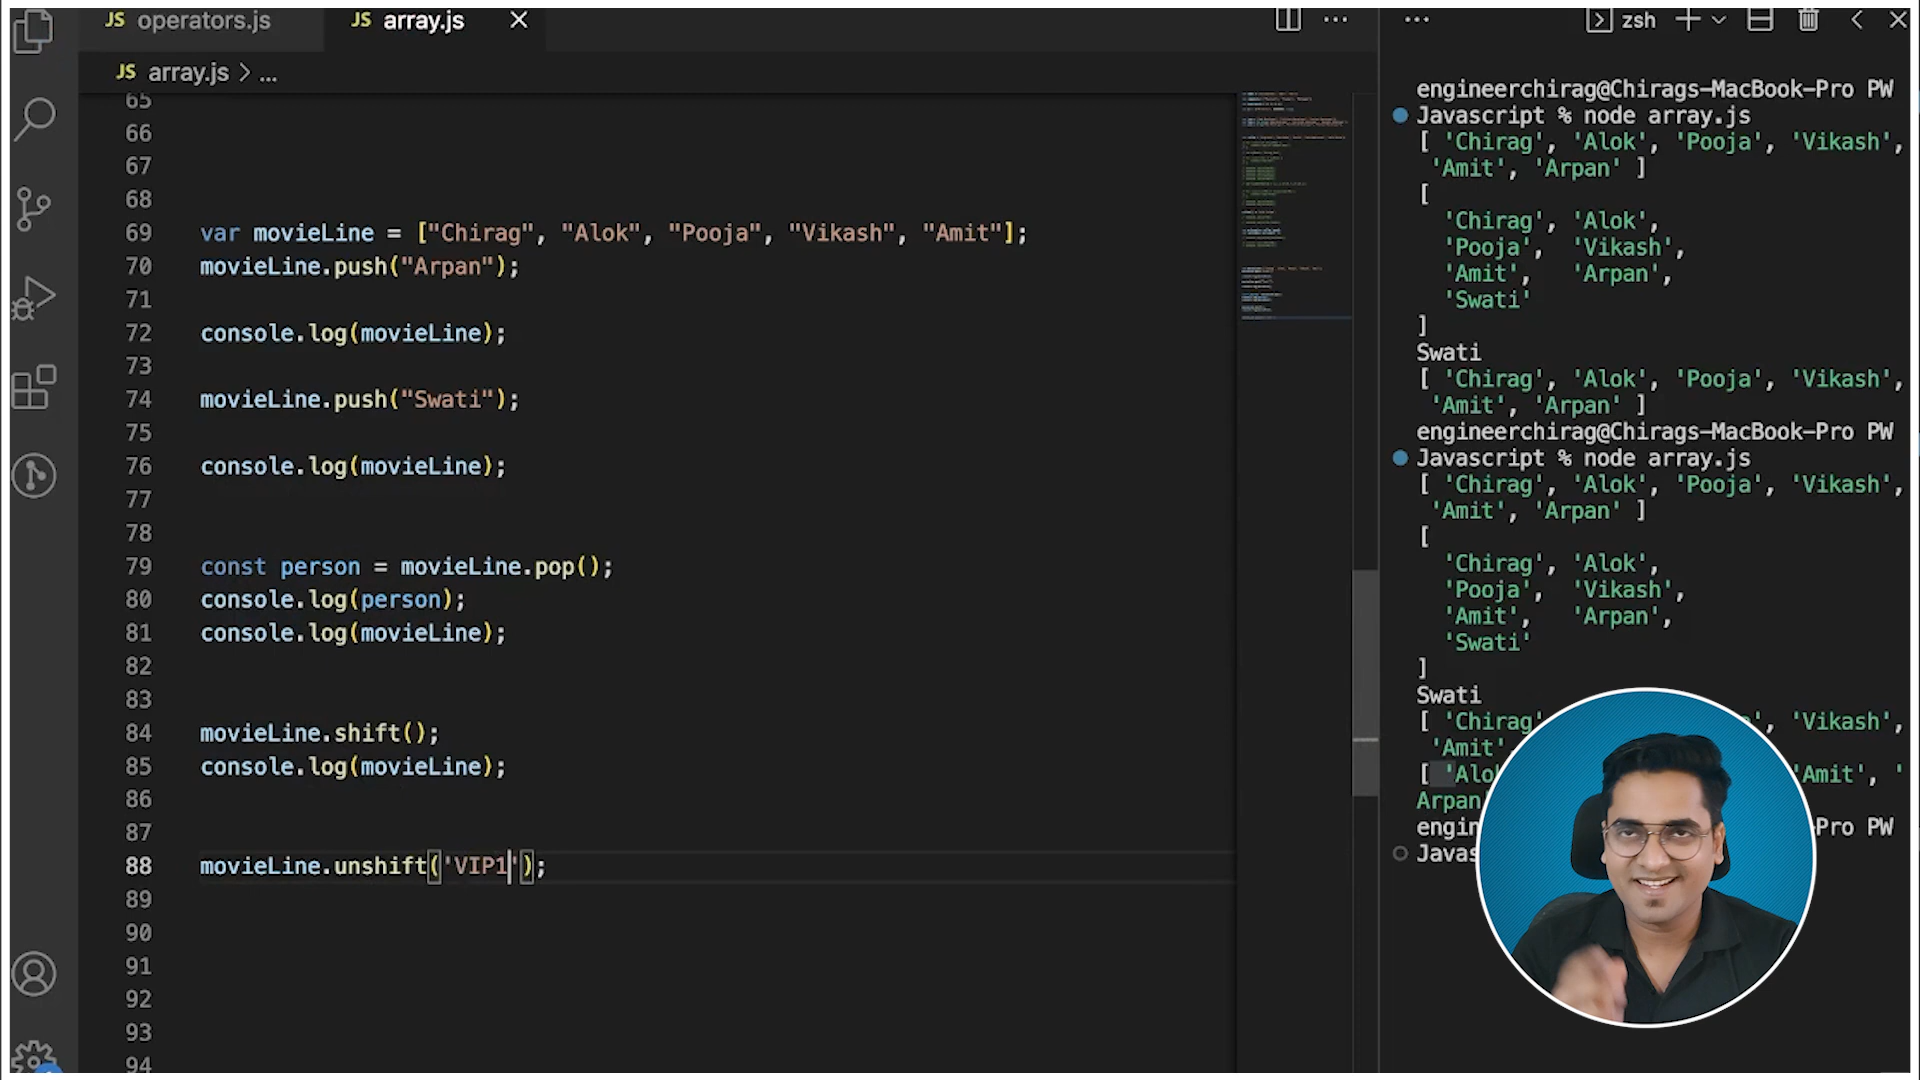 JS operators.js
JS array.js
JS array.js > ...
65
66
67
68
69 var movieLine = ["Chirag", "Alok", "Pooja", "Vikash", "Amit"];
70 movieLine.push("Arpan");
71
72 console.log(movieLine);
73
74 movieLine.push("Swati");
75
76 console.log(movieLine);
77
78
79 const person = movieLine.pop();
80 console.log(person);
81 console.log(movieLine);
82
83
84 movieLine.shift();
85 console.log(movieLine);
86
87
88 movieLine.unshift('VIP1');
89
90
91
92
93
94
zsh
engineerchirag@Chirags-MacBook-Pro PW
Javascript % node array.js
[ 'Chirag', 'Alok', 'Pooja', 'Vikash',
'Amit', 'Arpan' ]
[
'Chirag', 'Alok',
'Pooja', 'Vikash',
'Amit', 'Arpan',
'Swati'
]
Swati
[ 'Chirag', 'Alok', 'Pooja', 'Vikash',
'Amit', 'Arpan' ]
engineerchirag@Chirags-MacBook-Pro PW
Javascript % node array.js
[ 'Chirag', 'Alok', 'Pooja', 'Vikash',
'Amit', 'Arpan' ]
[
'Chirag', 'Alok',
'Pooja', 'Vikash',
'Amit', 'Arpan',
'Swati'
]
Swati
[ 'Chirag 'Vikash',
'Amit'
[ 'Amit', '
Arpan
Pro PW